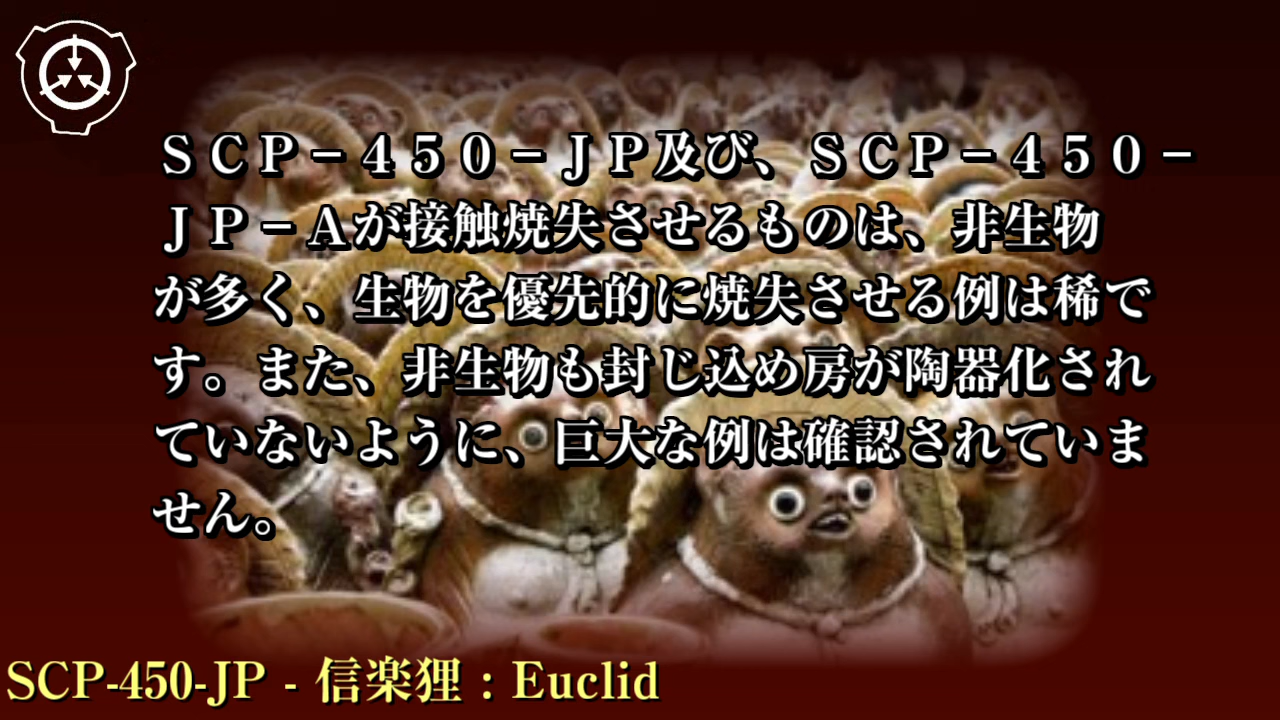 ＳＣＰ－４５０－ＪＰ及び、ＳＣＰ－４５０－
ＪＰ－Ａが接触焼失させるものは、非生物
が多く、生物を優先的に焼失させる例は稀で
す。また、非生物も封じ込め房が陶器化され
ていないように、巨大な例は確認されていま
せん。
SCP-450-JP - 信楽狸：Euclid